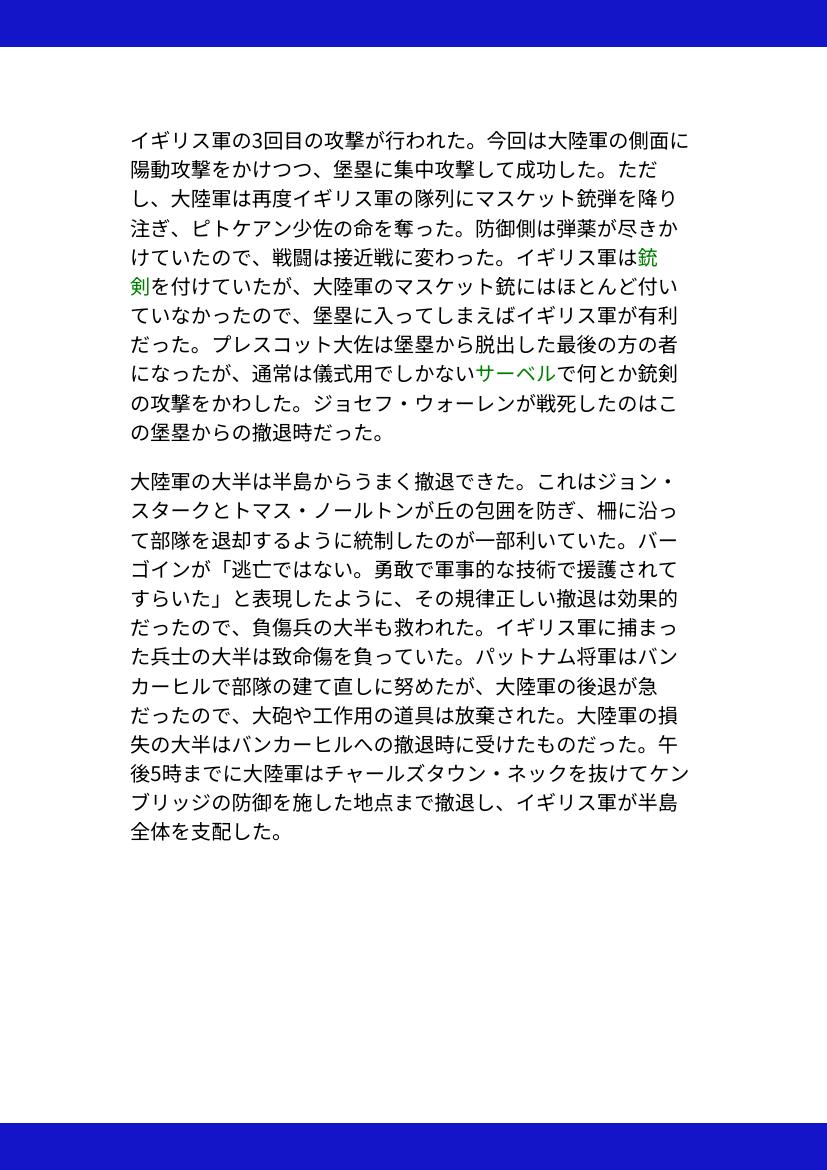 イギリス軍の3回目の攻撃が行われた。今回は大陸軍の側面に
陽動攻撃をかけつつ、堡塁に集中攻撃して成功した。ただ
し、大陸軍は再度イギリス軍の隊列にマスケット銃弾を降り
注ぎ、ピトケアン少佐の命を奪った。防御側は弾薬が尽きか
けていたので、戦闘は接近戦に変わった。イギリス軍は銃
剣を付けていたが、大陸軍のマスケット銃にはほとんど付い
ていなかったので、堡塁に入ってしまえばイギリス軍が有利
だった。プレスコット大佐は堡塁から脱出した最後の方の者
になったが、通常は儀式用でしかないサーベルで何とか銃剣
の攻撃をかわした。ジョセフ・ウォーレンが戦死したのはこ
の堡塁からの撤退時だった。
大陸軍の大半は半島からうまく撤退できた。これはジョン・
スタークとトマス・ノールトンが丘の包囲を防ぎ、柵に沿っ
て部隊を退却するように統制したのが一部利いていた。バー
ゴインが「逃亡ではない。勇敢で軍事的な技術で援護されて
すらいた」と表現したように、その規律正しい撤退は効果的
だったので、負傷兵の大半も救われた。イギリス軍に捕まっ
た兵士の大半は致命傷を負っていた。パットナム将軍はバン
カーヒルで部隊の建て直しに努めたが、大陸軍の後退が急
だったので、大砲や工作用の道具は放棄された。大陸軍の損
失の大半はバンカーヒルへの撤退時に受けたものだった。午
後5時までに大陸軍はチャールズタウン・ネックを抜けてケン
ブリッジの防御を施した地点まで撤退し、イギリス軍が半島
全体を支配した。